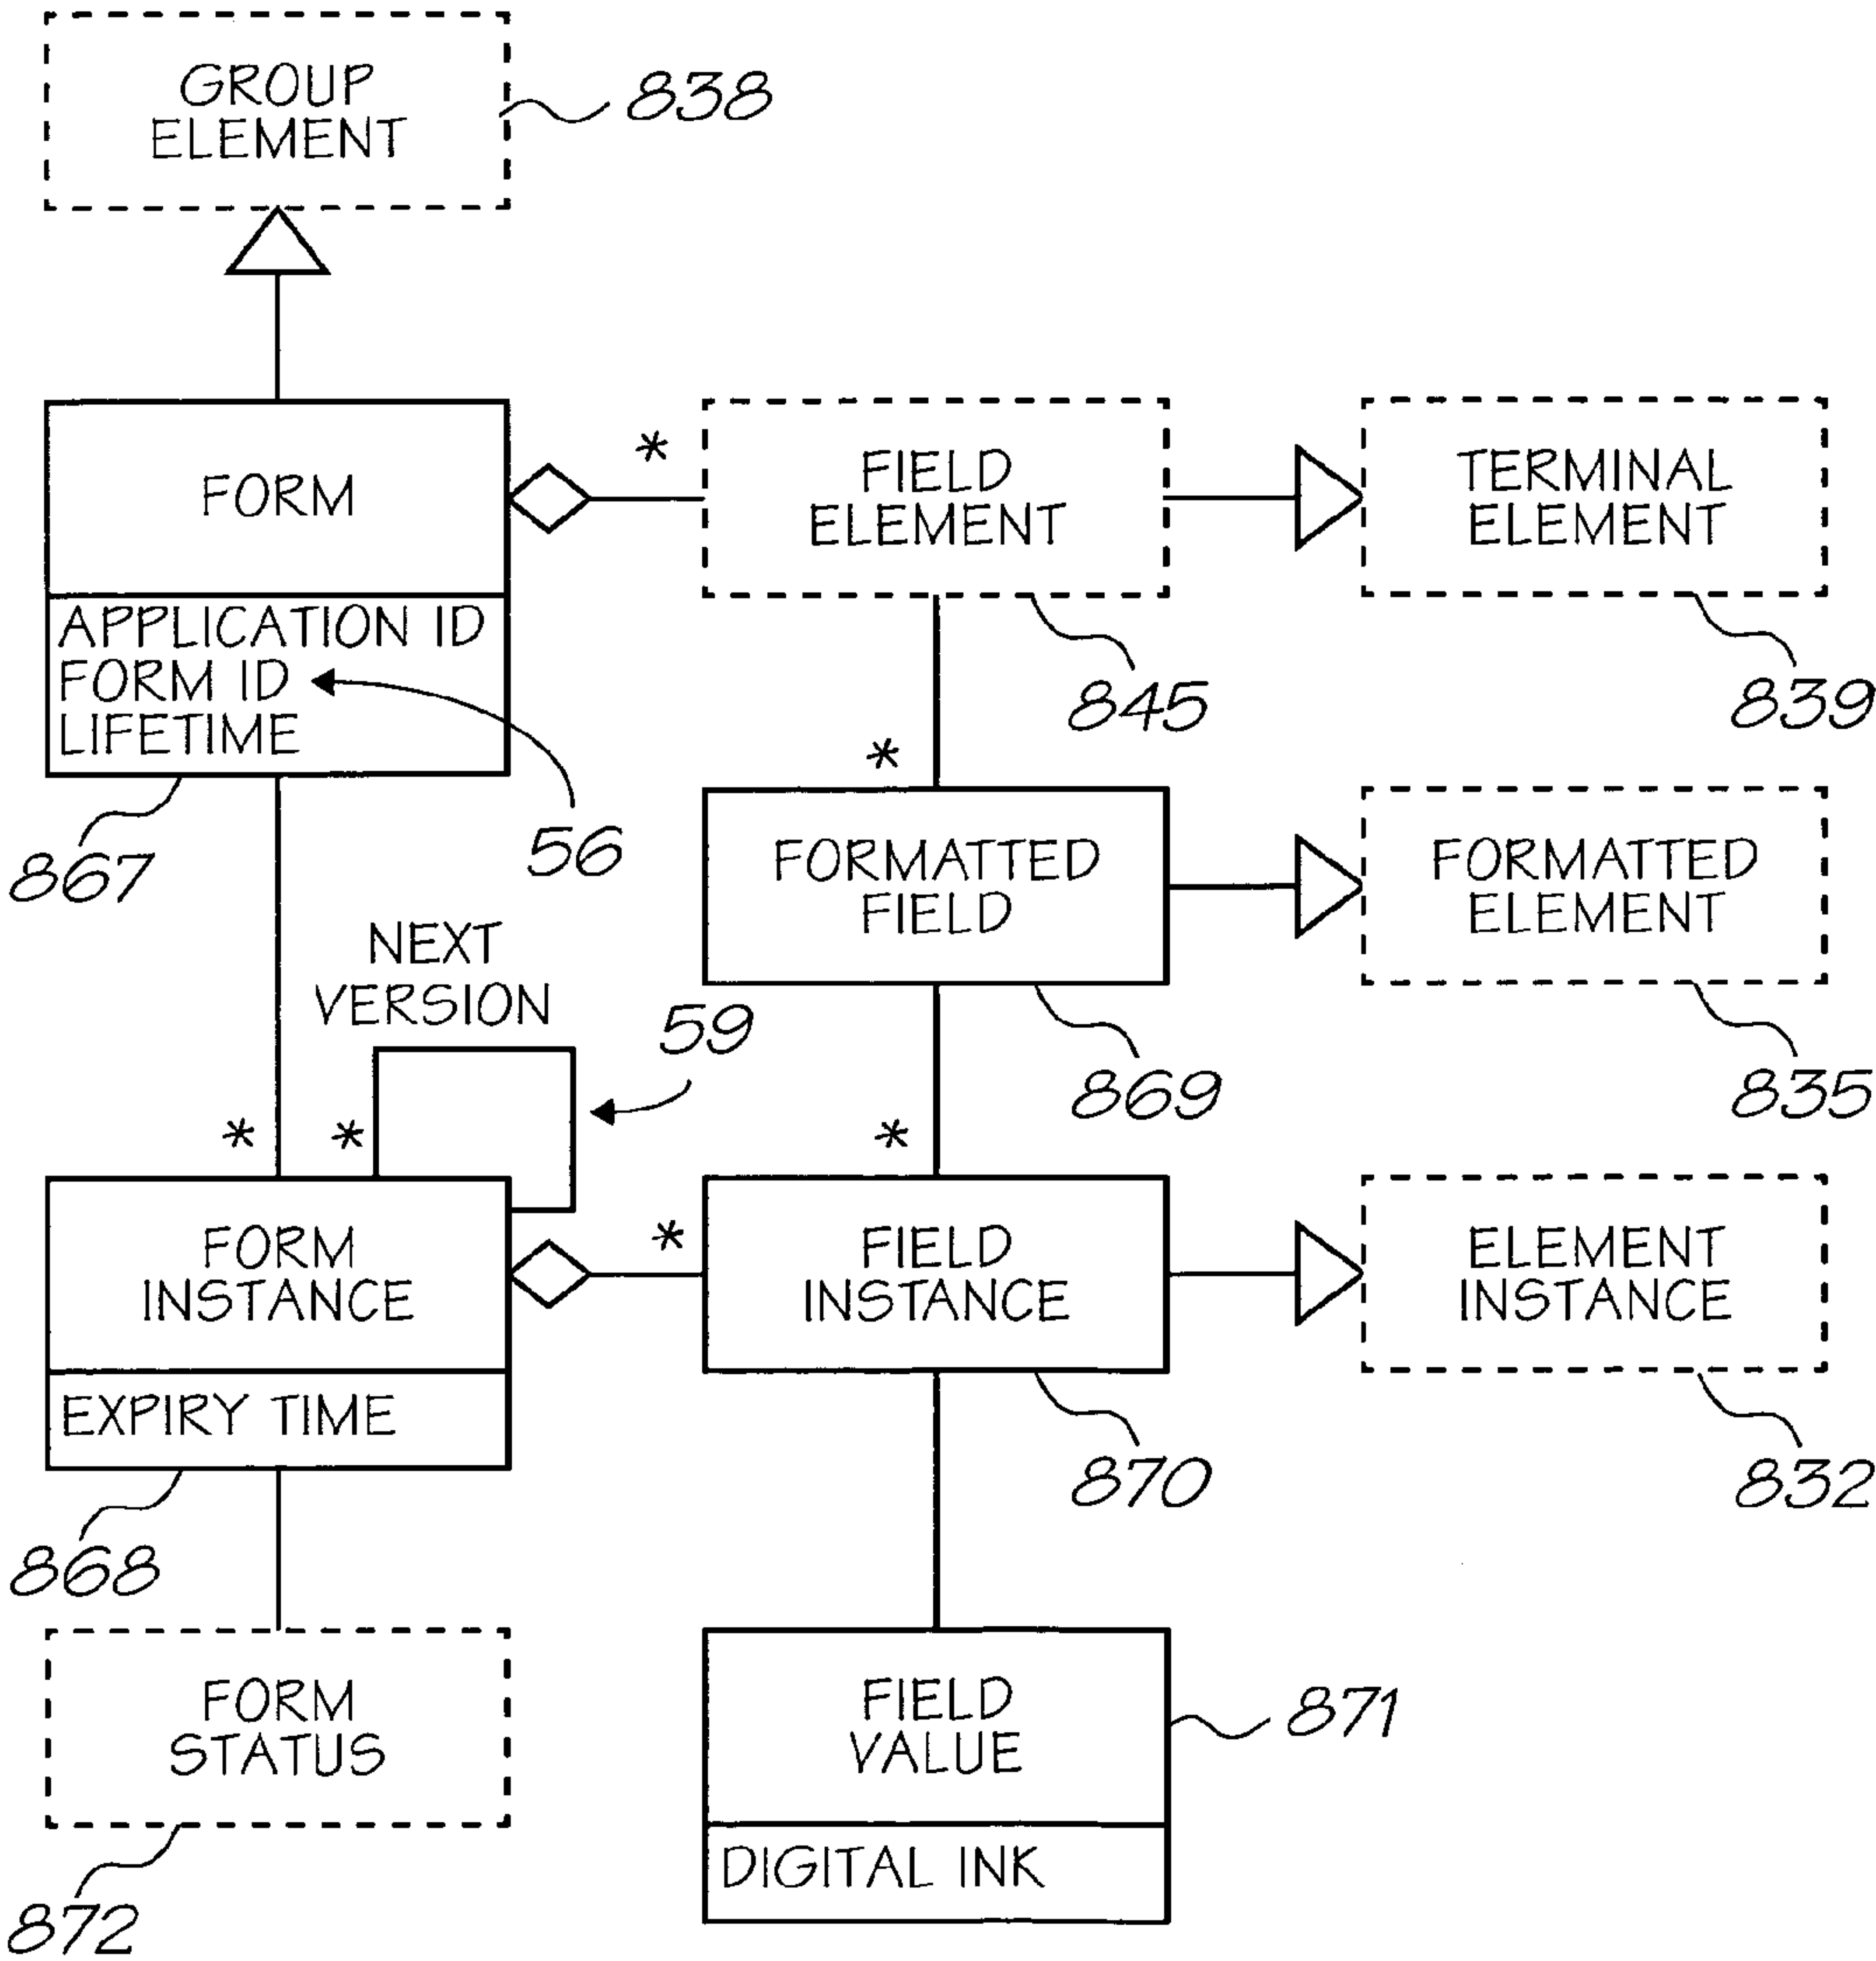 GROUP
ELEMENT
838
FORM
*
FIELD
ELEMENT
TERMINAL
ELEMENT
APPLICATION ID
FORM ID
LIFETIME
845
839
867
56
*
FORMATTED
FIELD
FORMATTED
ELEMENT
NEXT
VERSION
59
869
835
*
*
*
FORM
INSTANCE
*
FIELD
INSTANCE
ELEMENT
INSTANCE
EXPIRY TIME
870
832
868
FORM
STATUS
FIELD
VALUE
871
DIGITAL INK
872